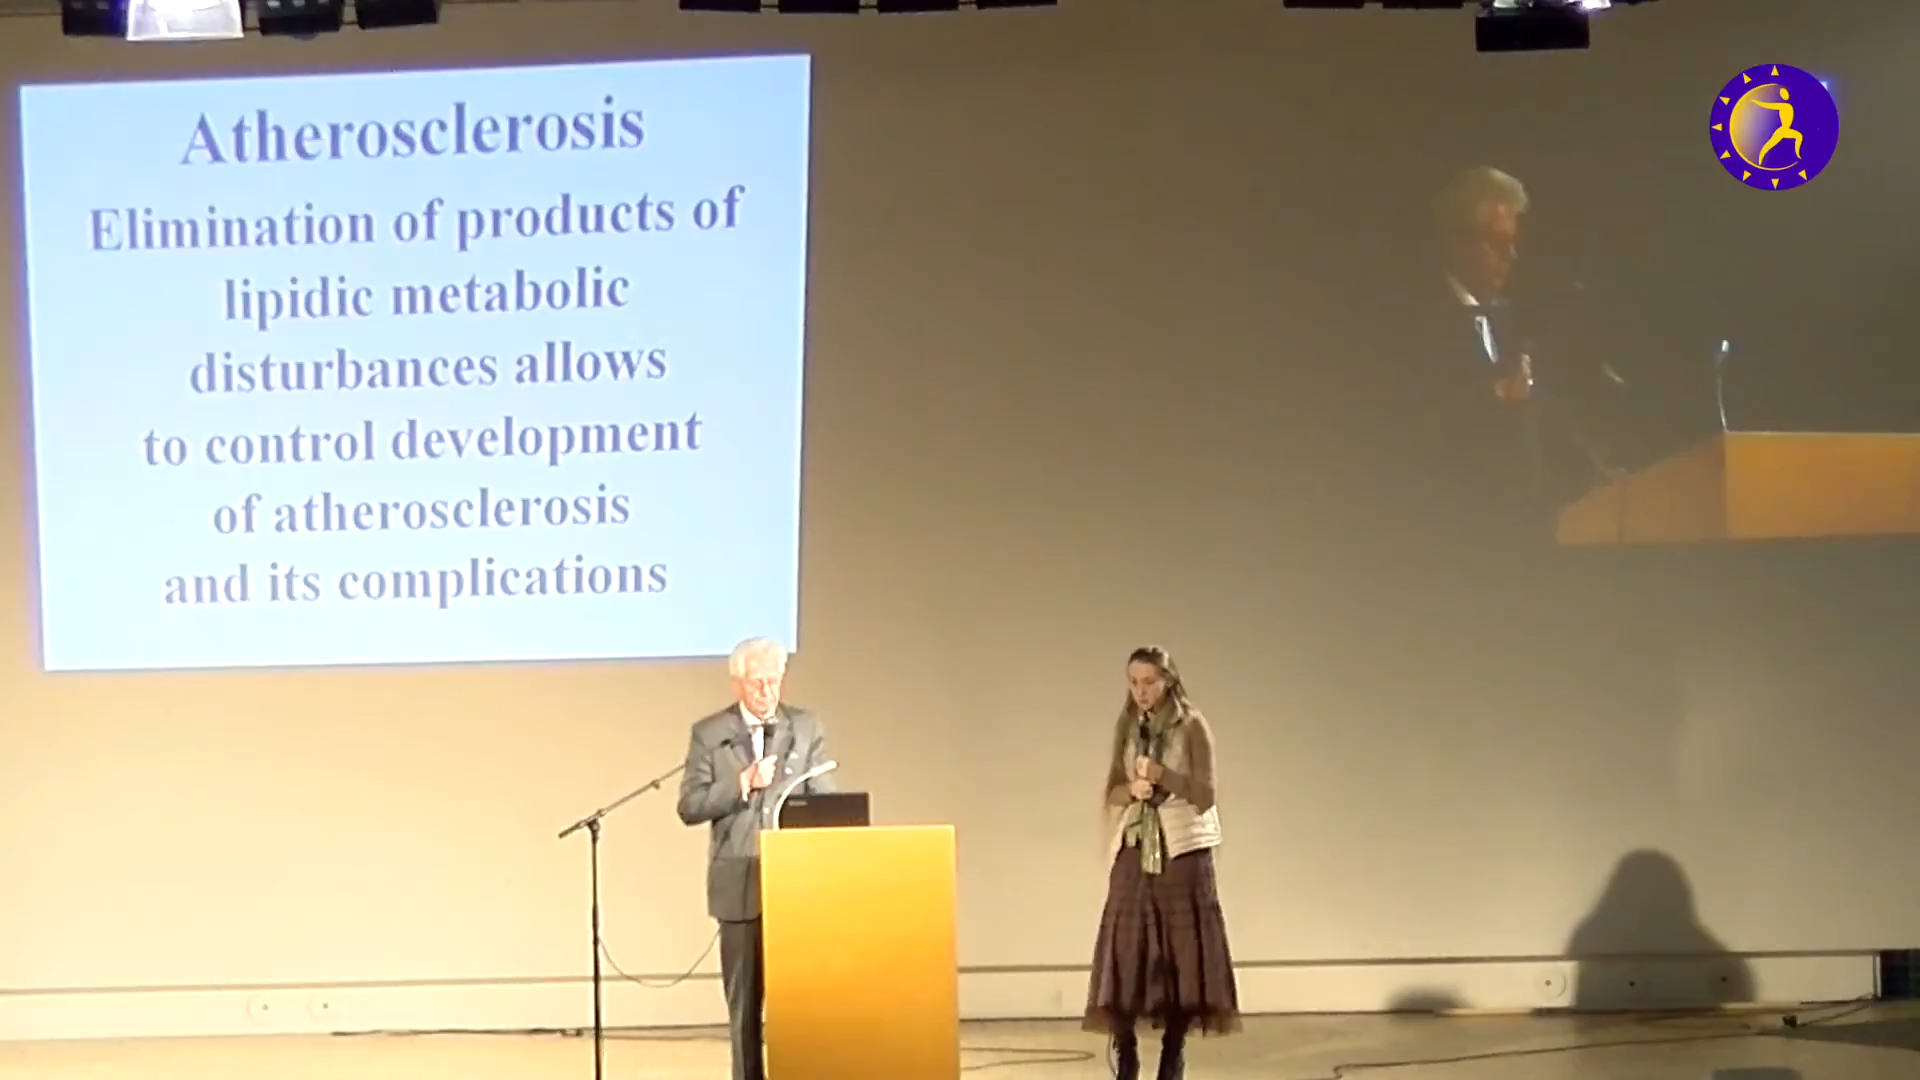 Atherosclerosis
Elimination of products of
lipidic metabolic
disturbances allows
to control development
of atherosclerosis
and its complications